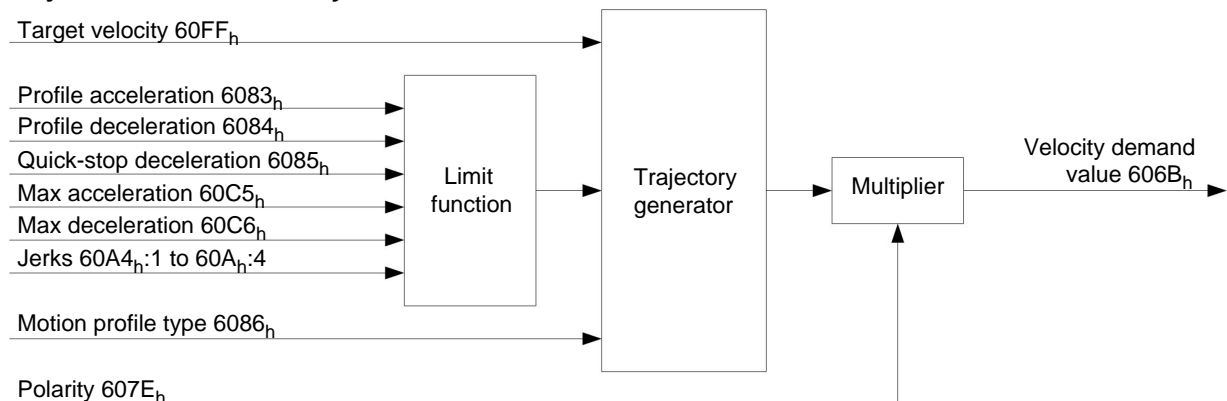 Target velocity 60FFh
Profile acceleration 6083h
Profile deceleration 6084h
Quick-stop deceleration 6085h
Max acceleration 60C5h
Max deceleration 60C6h
Jerks 60A4h:1 to 60Ah:4
Motion profile type 6086h
Polarity 607Eh
Limit
function
Trajectory
generator
Multiplier
Velocity demand
value 606Bh